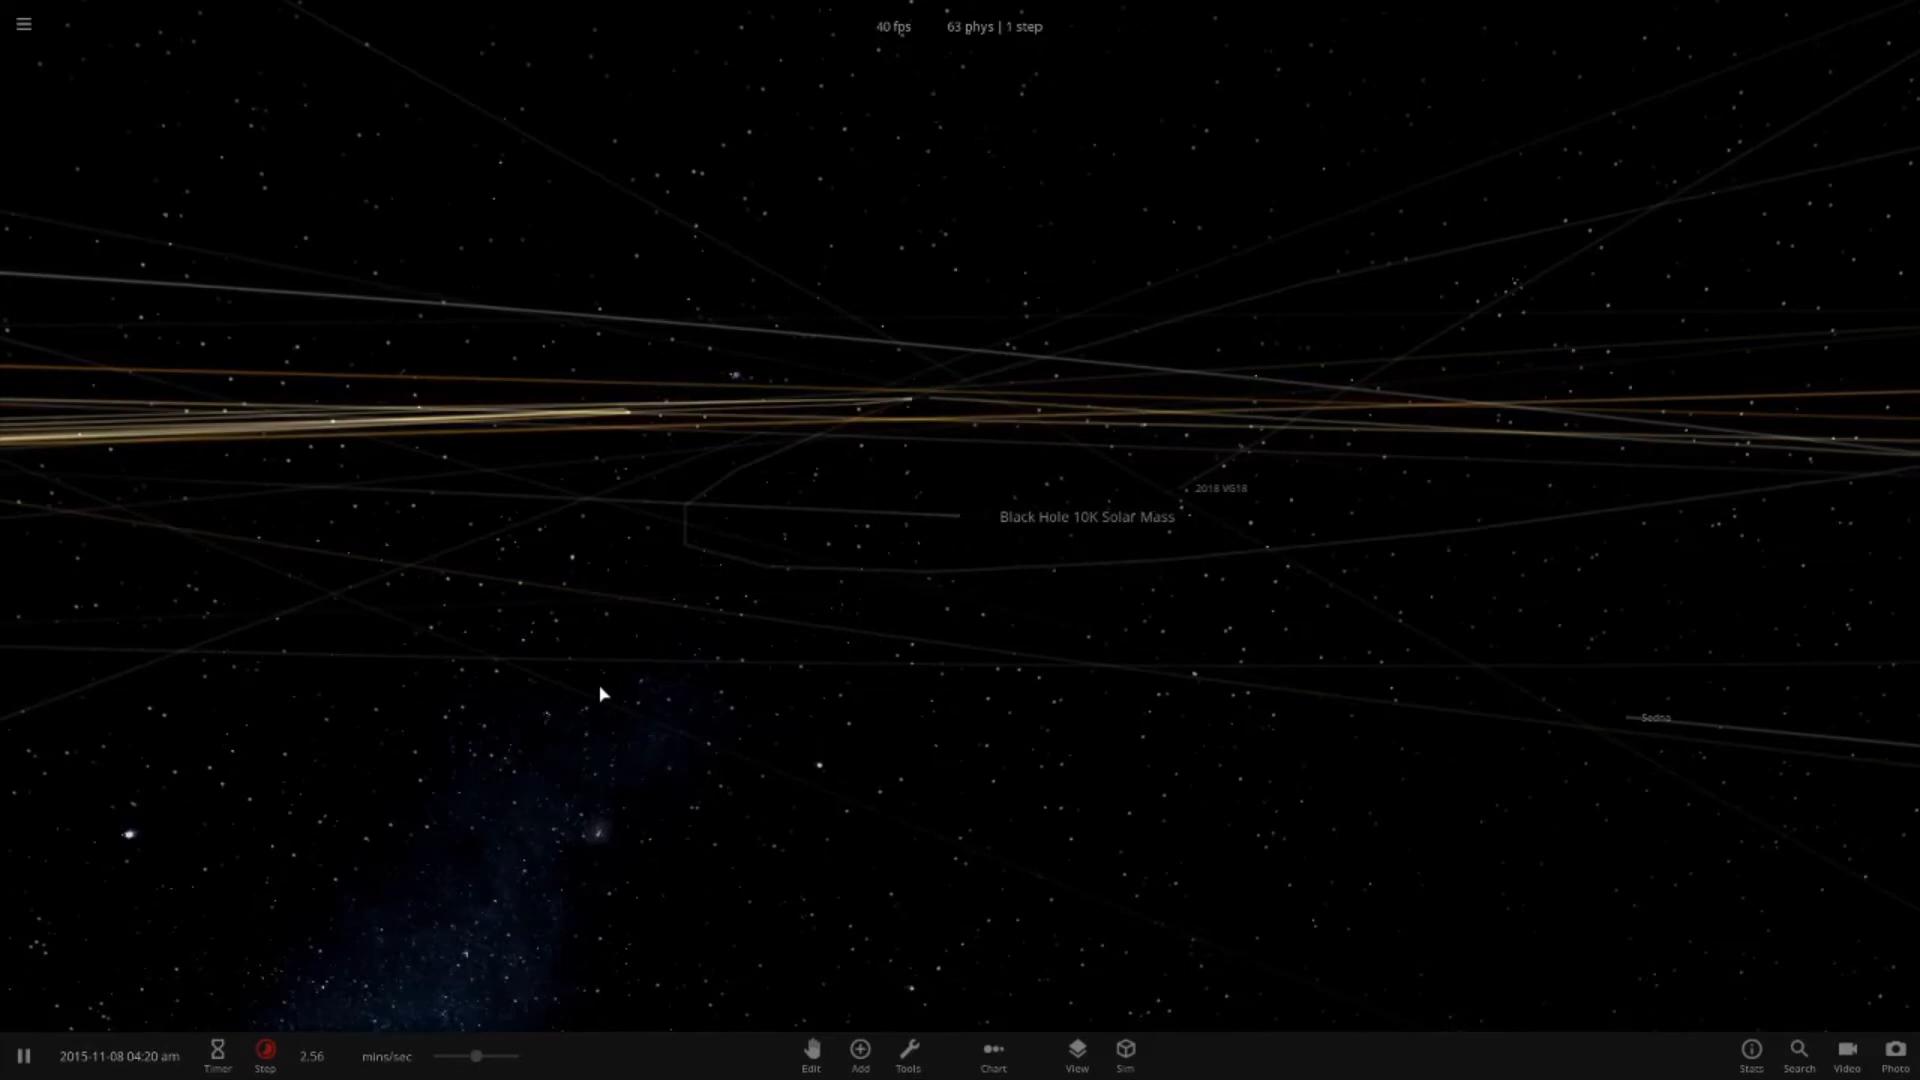 40 fps 63 phys | 1 step
2018 VG18
Black Hole 10K Solar Mass
Sedna
2015-11-08 04:20 am Timer Step 2.56 mins/sec Edit Add Tools Chart View Sim Stats Search Video Photo